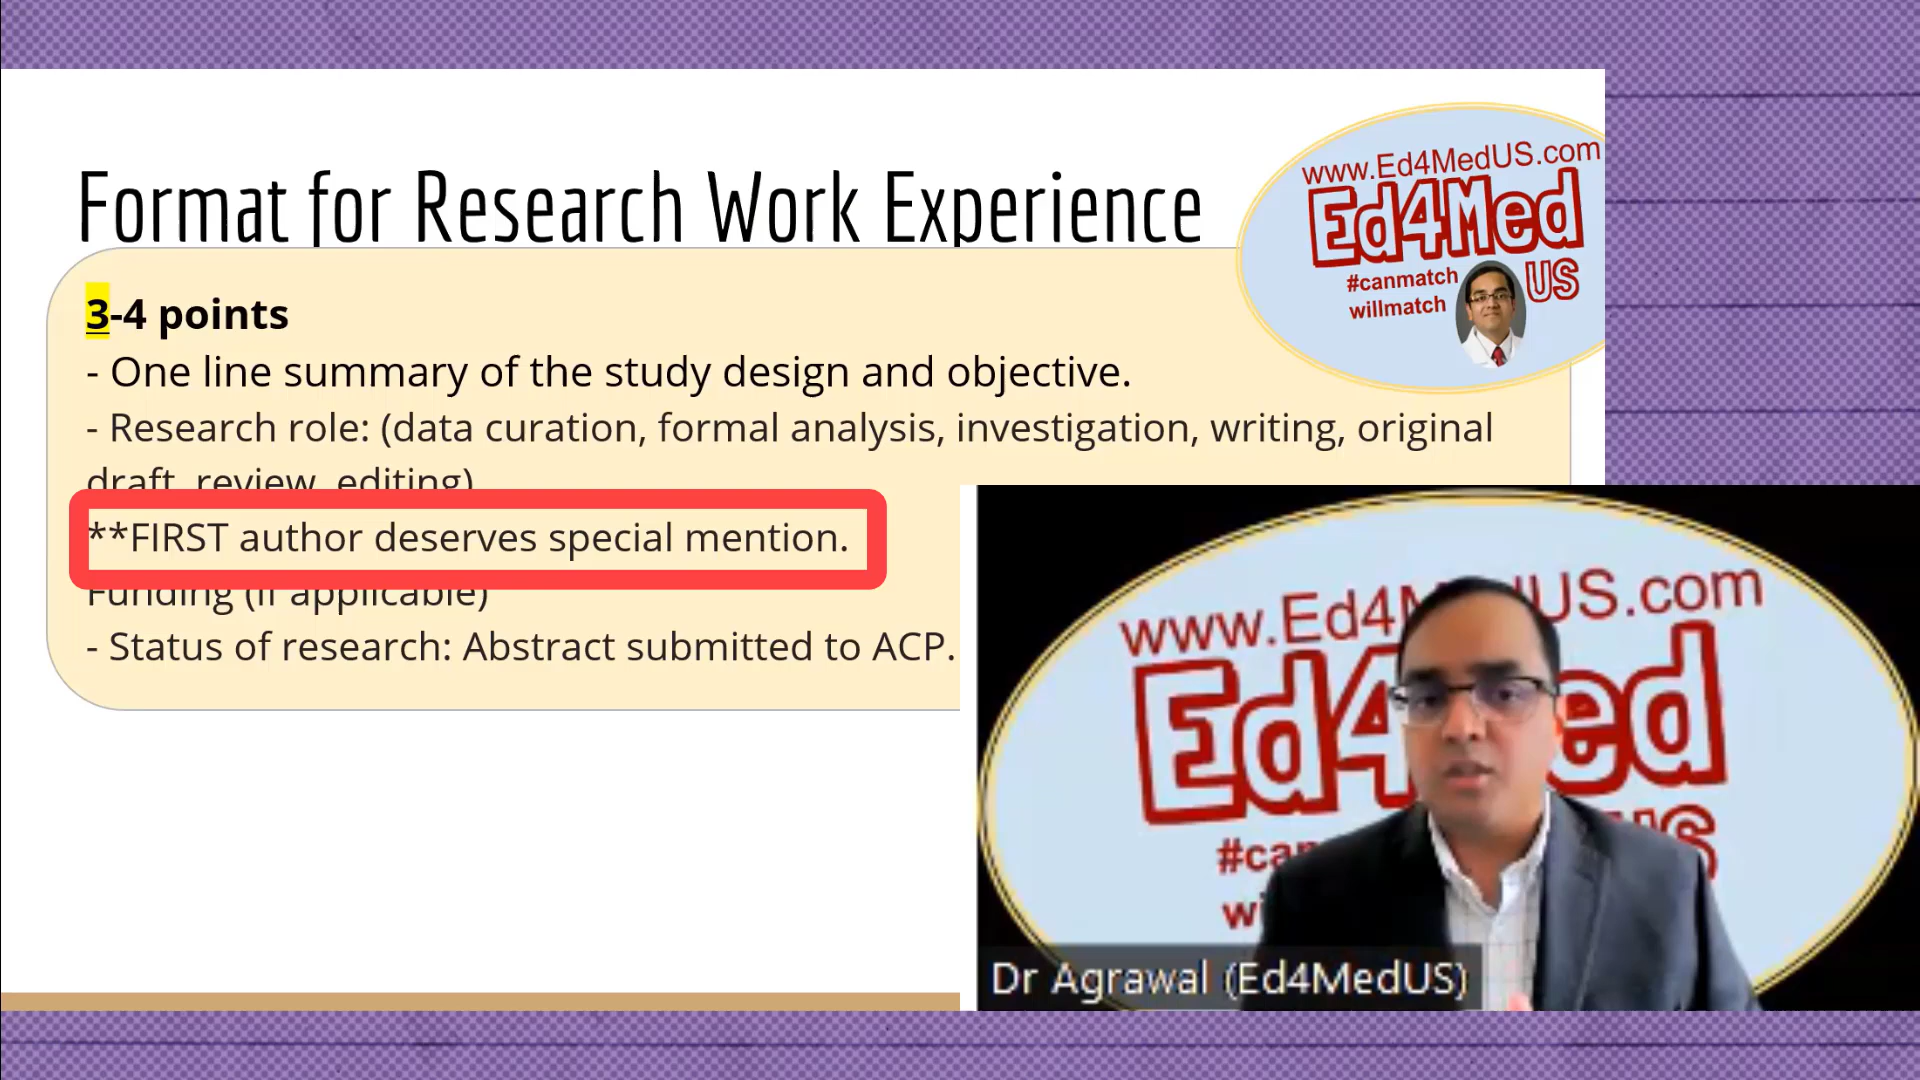 Format for Research Work Experience
www.Ed4MedUS.com
Ed4Med
US
#canmatch
willmatch
3-4 points
- One line summary of the study design and objective.
- Research role: (data curation, formal analysis, investigation, writing, original
draft, review, editing)
**FIRST author deserves special mention.
Funding (if applicable)
- Status of research: Abstract submitted to ACP.
www.Ed4MedUS.com
Ed4Med
US
#can
wi
Dr Agrawal (Ed4MedUS)